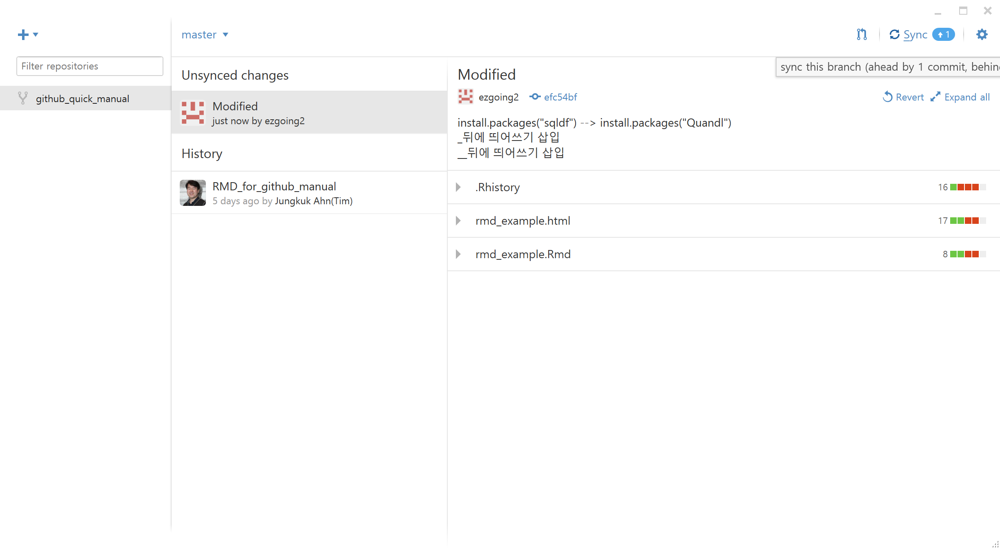 master
Sync 1
Filter repositories
github_quick_manual
Unsynced changes
Modified
just now by ezgoing2
History
RMD_for_github_manual
5 days ago by Jungkuk Ahn(Tim)
sync this branch (ahead by 1 commit,
Modified
ezgoing2 efc54bf
Revert Expand all
install.packages("sqldf") --> install.packages("Quandl")
_뒤에 띄어쓰기 삽입
__뒤에 띄어쓰기 삽입
.Rhistory 16
rmd_example.html 17
rmd_example.Rmd 8